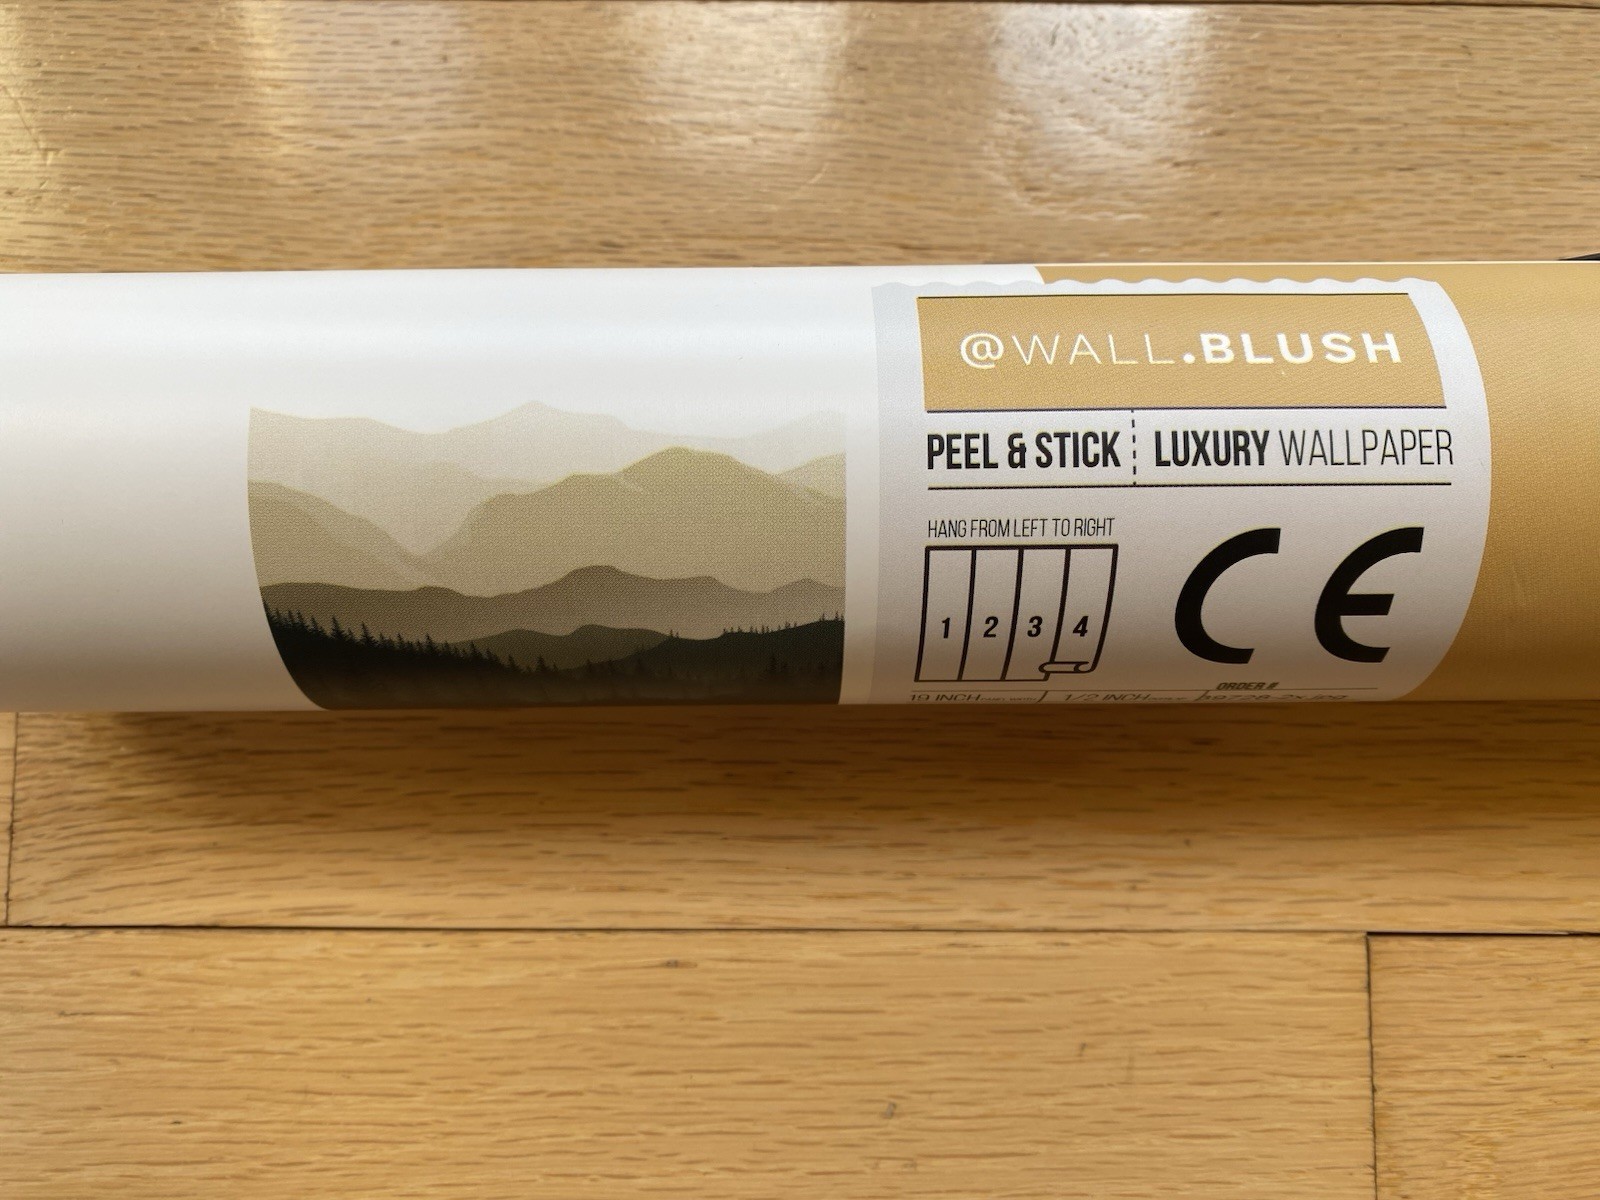 @WALL.BLUSH
PEEL & STICK LUXURY WALLPAPER
HANG FROM LEFT TO RIGHT
1 2 3 4
CE
ORDER #
19 INCH 1/2 INCH